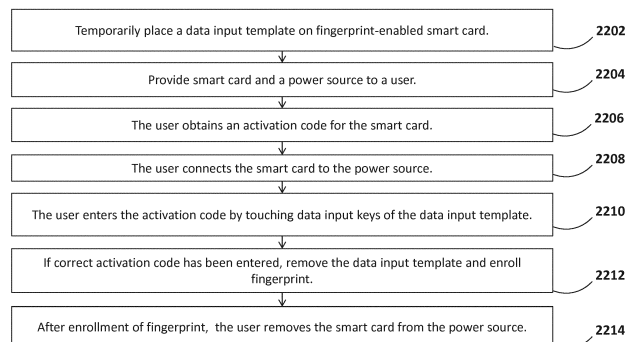 Temporarily place a data input template on fingerprint-enabled smart card.
2202
Provide smart card and a power source to a user.
2204
The user obtains an activation code for the smart card.
2206
The user connects the smart card to the power source.
2208
The user enters the activation code by touching data input keys of the data input template.
2210
If correct activation code has been entered, remove the data input template and enroll
fingerprint.
2212
After enrollment of fingerprint, the user removes the smart card from the power source.
2214